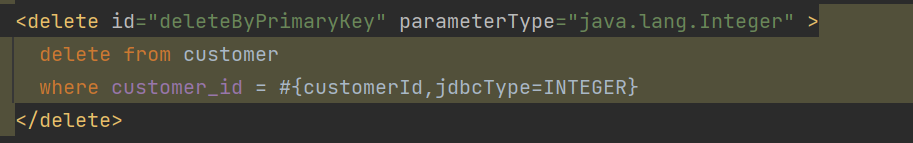 <delete id="deleteByPrimaryKey" parameterType="java.lang.Integer" >
  delete from customer
  where customer_id = #{customerId,jdbcType=INTEGER}
</delete>